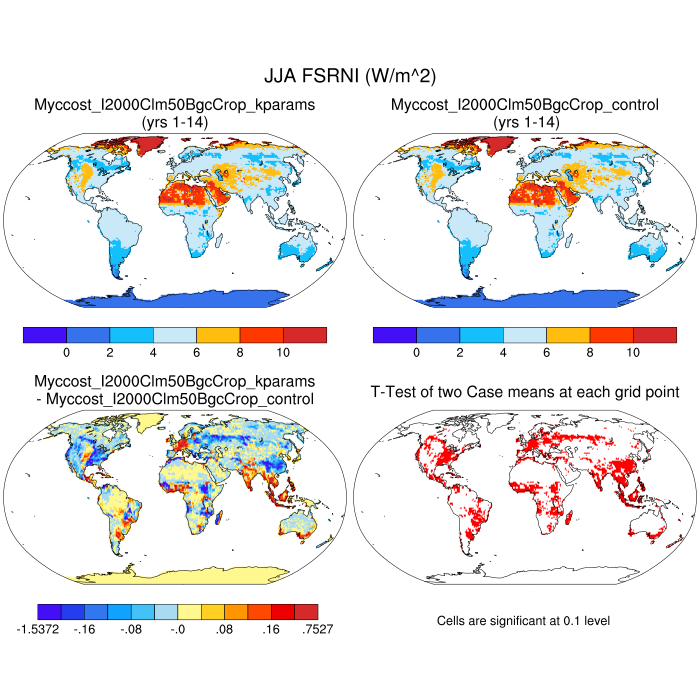 JJA FSRNI (W/m^2)
Myccost_I2000Clm50BgcCrop_kparams
(yrs 1-14)
Myccost_I2000Clm50BgcCrop_control
(yrs 1-14)
0 2 4 6 8 10
0 2 4 6 8 10
Myccost_I2000Clm50BgcCrop_kparams
- Myccost_I2000Clm50BgcCrop_control
T-Test of two Case means at each grid point
-1.5372 -.16 -.08 -.0 .08 .16 .7527
Cells are significant at 0.1 level